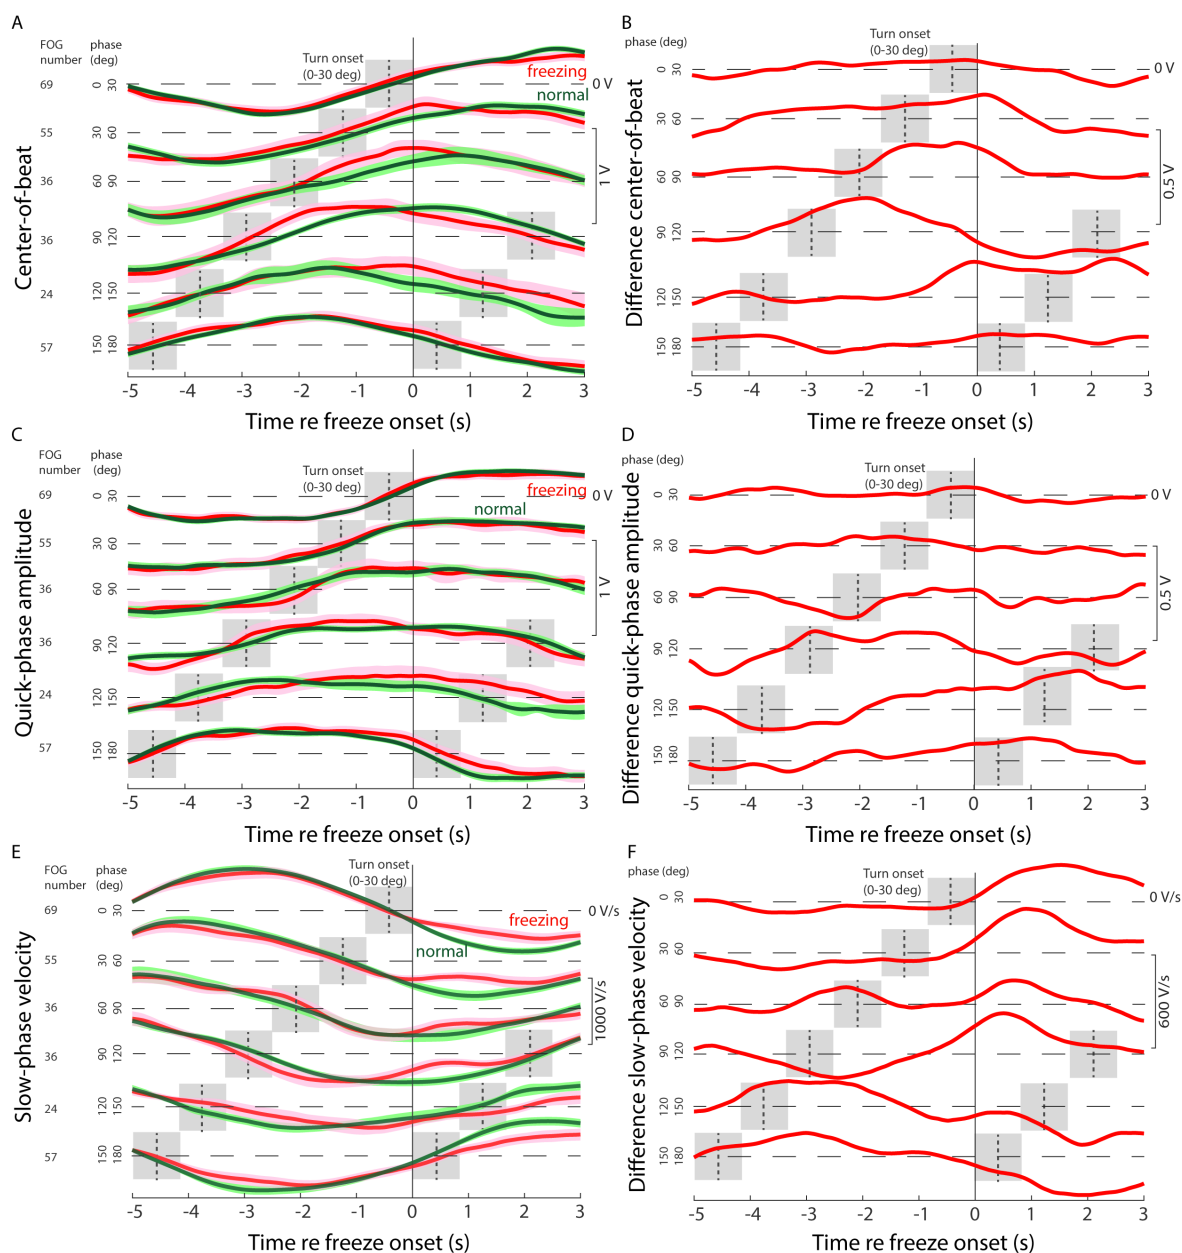 A
FOG
number
phase
(deg)
Turn onset
(0-30 deg)
freezing
normal
0 V
1 V
69
0 30
55
30 60
36
60 90
36
90 120
24
120 150
57
150 180
Center-of-beat
-5 -4 -3 -2 -1 0 1 2 3
Time re freeze onset (s)
B
phase (deg)
Turn onset
(0-30 deg)
0 V
0.5 V
0 30
30 60
60 90
90 120
120 150
150 180
Difference center-of-beat
-5 -4 -3 -2 -1 0 1 2 3
Time re freeze onset (s)
C
FOG
number
phase
(deg)
Turn onset
(0-30 deg)
freezing
normal
0 V
1 V
69
0 30
55
30 60
36
60 90
36
90 120
24
120 150
57
150 180
Quick-phase amplitude
-5 -4 -3 -2 -1 0 1 2 3
Time re freeze onset (s)
D
phase (deg)
Turn onset
(0-30 deg)
0 V
0.5 V
0 30
30 60
60 90
90 120
120 150
150 180
Difference quick-phase amplitude
-5 -4 -3 -2 -1 0 1 2 3
Time re freeze onset (s)
E
FOG
number
phase
(deg)
Turn onset
(0-30 deg)
freezing
normal
0 V/s
1000 V/s
69
0 30
55
30 60
36
60 90
36
90 120
24
120 150
57
150 180
Slow-phase velocity
-5 -4 -3 -2 -1 0 1 2 3
Time re freeze onset (s)
F
phase (deg)
Turn onset
(0-30 deg)
0 V/s
600 V/s
0 30
30 60
60 90
90 120
120 150
150 180
Difference slow-phase velocity
-5 -4 -3 -2 -1 0 1 2 3
Time re freeze onset (s)